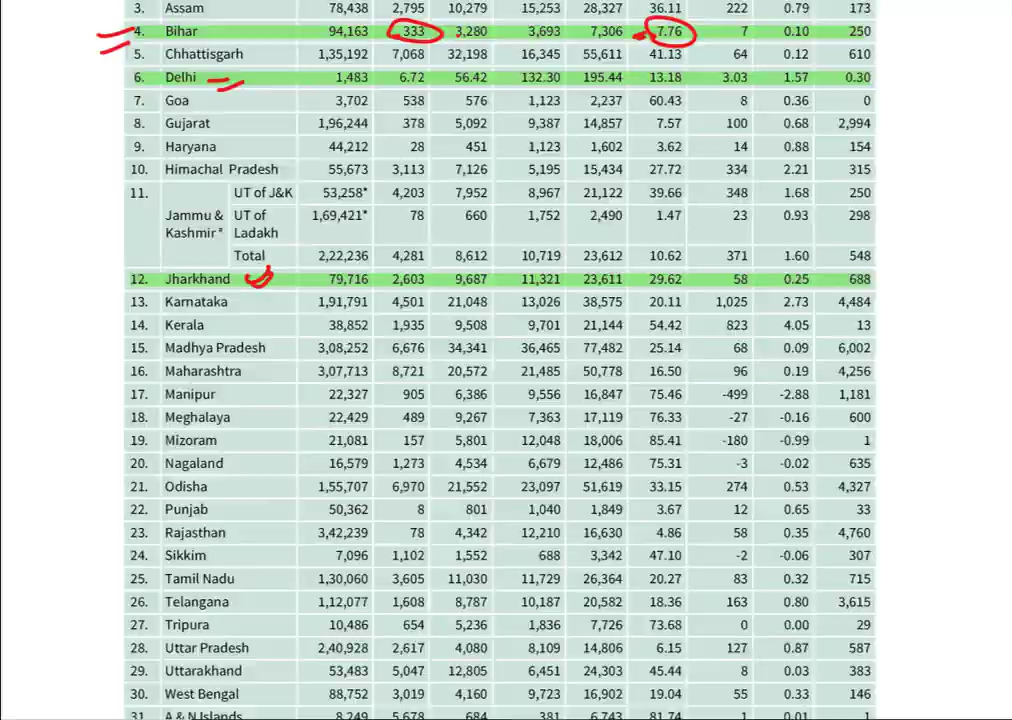 3. Assam 78,438 2,795 10,279 15,253 28,327 36.11 222 0.79 173
4. Bihar 94,163 333 3,280 3,693 7,306 7.76 7 0.10 250
5. Chhattisgarh 1,35,192 7,068 32,198 16,345 55,611 41.13 64 0.12 610
6. Delhi 1,483 6.72 56.42 132.30 195.44 13.18 3.03 1.57 0.30
7. Goa 3,702 538 576 1,123 2,237 60.43 8 0.36 0
8. Gujarat 1,96,244 378 5,092 9,387 14,857 7.57 100 0.68 2,994
9. Haryana 44,212 28 451 1,123 1,602 3.62 14 0.88 154
10. Himachal Pradesh 55,673 3,113 7,126 5,195 15,434 27.72 334 2.21 315
11. UT of J&K 53,258* 4,203 7,952 8,967 21,122 39.66 348 1.68 250
Jammu & UT of 1,69,421* 78 660 1,752 2,490 1.47 23 0.93 298
Kashmir # Ladakh
Total 2,22,236 4,281 8,612 10,719 23,612 10.62 371 1.60 548
12. Jharkhand 79,716 2,603 9,687 11,321 23,611 29.62 58 0.25 688
13. Karnataka 1,91,791 4,501 21,048 13,026 38,575 20.11 1,025 2.73 4,484
14. Kerala 38,852 1,935 9,508 9,701 21,144 54.42 823 4.05 13
15. Madhya Pradesh 3,08,252 6,676 34,341 36,465 77,482 25.14 68 0.09 6,002
16. Maharashtra 3,07,713 8,721 20,572 21,485 50,778 16.50 96 0.19 4,256
17. Manipur 22,327 905 6,386 9,556 16,847 75.46 -499 -2.88 1,181
18. Meghalaya 22,429 489 9,267 7,363 17,119 76.33 -27 -0.16 600
19. Mizoram 21,081 157 5,801 12,048 18,006 85.41 -180 -0.99 1
20. Nagaland 16,579 1,273 4,534 6,679 12,486 75.31 -3 -0.02 635
21. Odisha 1,55,707 6,970 21,552 23,097 51,619 33.15 274 0.53 4,327
22. Punjab 50,362 8 801 1,040 1,849 3.67 12 0.65 33
23. Rajasthan 3,42,239 78 4,342 12,210 16,630 4.86 58 0.35 4,760
24. Sikkim 7,096 1,102 1,552 688 3,342 47.10 -2 -0.06 307
25. Tamil Nadu 1,30,060 3,605 11,030 11,729 26,364 20.27 83 0.32 715
26. Telangana 1,12,077 1,608 8,787 10,187 20,582 18.36 163 0.80 3,615
27. Tripura 10,486 654 5,236 1,836 7,726 73.68 0 0.00 29
28. Uttar Pradesh 2,40,928 2,617 4,080 8,109 14,806 6.15 127 0.87 587
29. Uttarakhand 53,483 5,047 12,805 6,451 24,303 45.44 8 0.03 383
30. West Bengal 88,752 3,019 4,160 9,723 16,902 19.04 55 0.33 146
31. A & N Islands 8,249 5,678 684 381 6,743 81.74 1 0.01 1